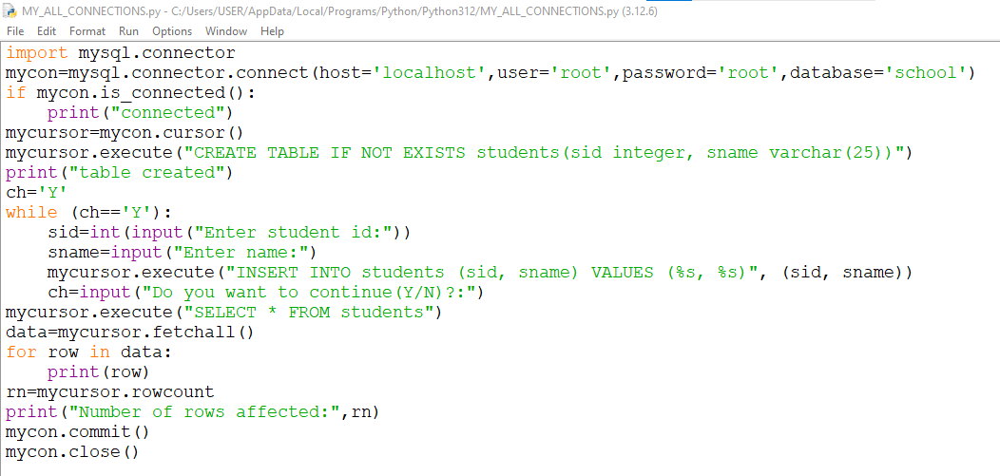 MY_ALL_CONNECTIONS.py - C:/Users/USER/AppData/Local/Programs/Python/Python312/MY_ALL_CONNECTIONS.py (3.12.6)
File Edit Format Run Options Window Help
import mysql.connector
mycon=mysql.connector.connect(host='localhost',user='root',password='root',database='school')
if mycon.is_connected():
    print("connected")
mycursor=mycon.cursor()
mycursor.execute("CREATE TABLE IF NOT EXISTS students(sid integer, sname varchar(25))")
print("table created")
ch='Y'
while (ch=='Y'):
    sid=int(input("Enter student id:"))
    sname=input("Enter name:")
    mycursor.execute("INSERT INTO students (sid, sname) VALUES (%s, %s)", (sid, sname))
    ch=input("Do you want to continue(Y/N)?:")
mycursor.execute("SELECT * FROM students")
data=mycursor.fetchall()
for row in data:
    print(row)
rn=mycursor.rowcount
print("Number of rows affected:",rn)
mycon.commit()
mycon.close()